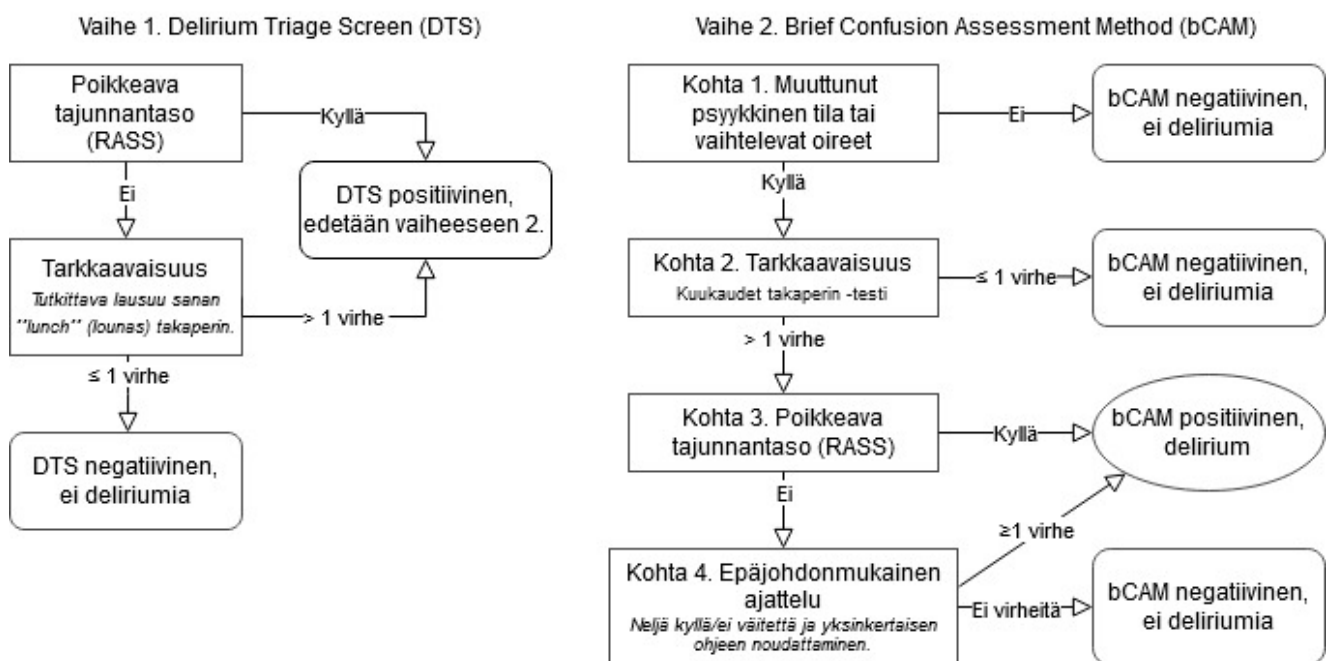 Vaihe 1. Delirium Triage Screen (DTS)
Poikkeava
tajunnantaso
(RASS)
Kyllä
Ei
DTS positiivinen,
edetään vaiheeseen 2.
Tarkkaavaisuus
Tutkittava lausuu sanan
"lunch" (lounas) takaperin.
> 1 virhe
≤ 1 virhe
DTS negatiivinen,
ei deliriumia
Vaihe 2. Brief Confusion Assessment Method (bCAM)
Kohta 1. Muuttunut
psyykkinen tila tai
vaihtelevat oireet
Ei
bCAM negatiivinen,
ei deliriumia
Kyllä
Kohta 2. Tarkkaavaisuus
Kuukaudet takaperin -testi
≤ 1 virhe
bCAM negatiivinen,
ei deliriumia
> 1 virhe
Kohta 3. Poikkeava
tajunnantaso (RASS)
Kyllä
bCAM positiivinen,
delirium
Ei
≥1 virhe
Kohta 4. Epäjohdonmukainen
ajattelu
Neljä kyllä/ei väitettä ja yksinkertaisen
ohjeen noudattaminen.
Ei virheitä
bCAM negatiivinen,
ei deliriumia